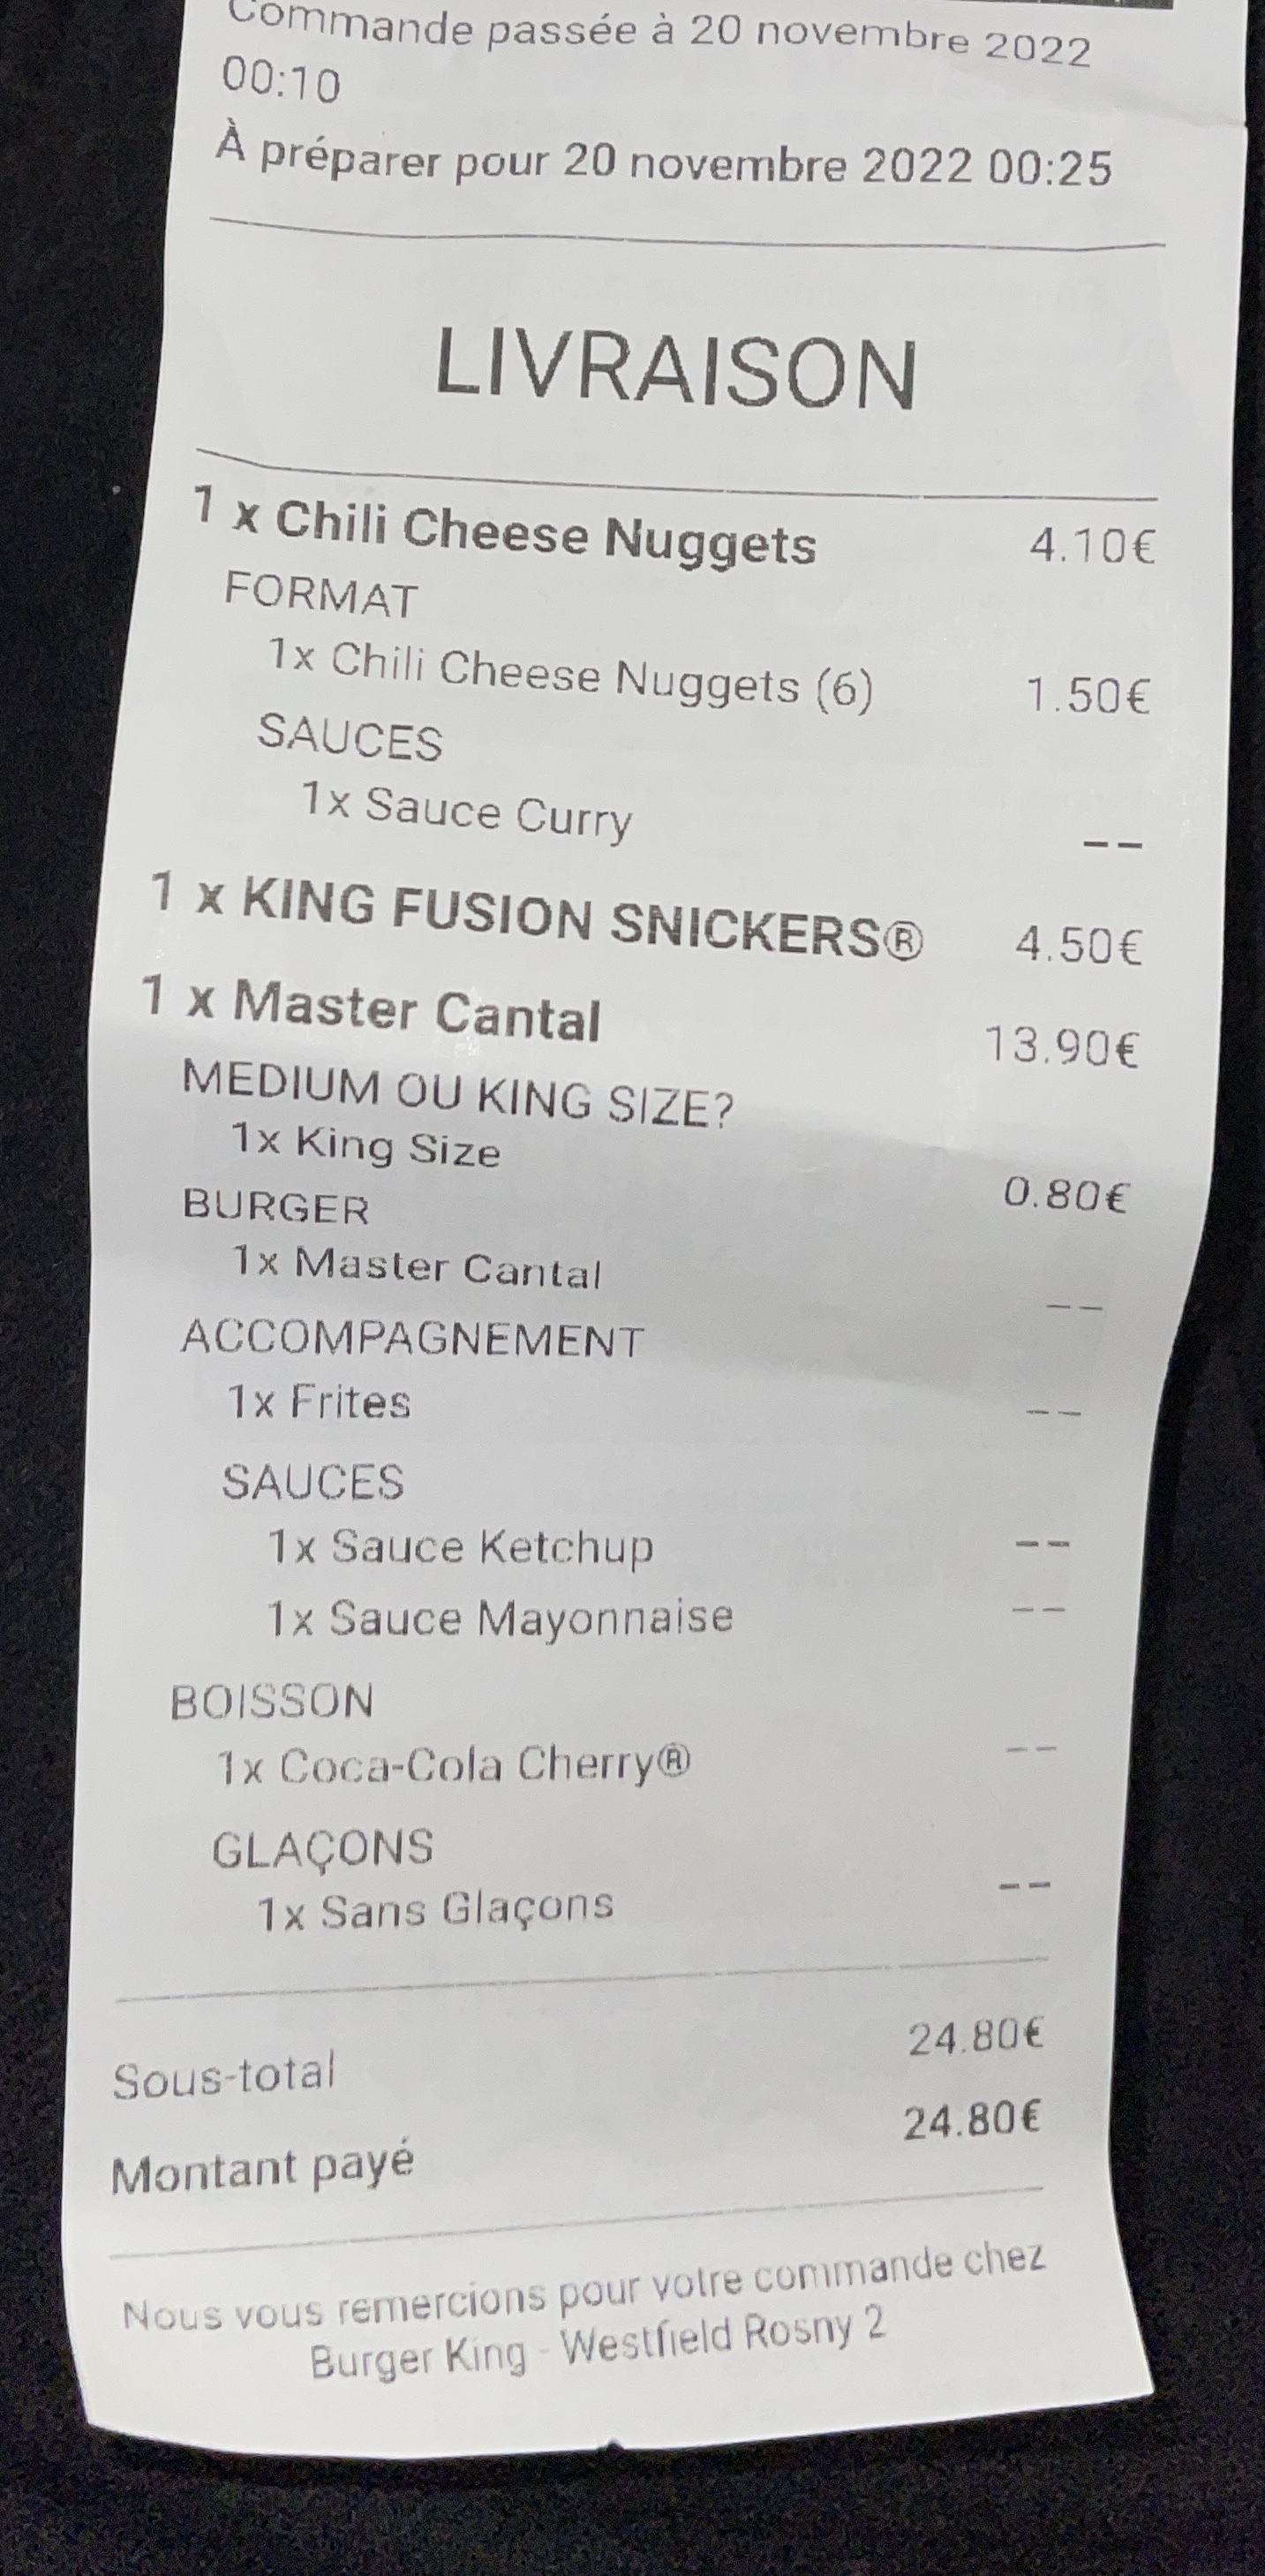 Commande passée à 20 novembre 2022
00:10
À préparer pour 20 novembre 2022 00:25
LIVRAISON
1 x Chili Cheese Nuggets 4.10€
FORMAT
1x Chili Cheese Nuggets (6) 1.50€
SAUCES
1x Sauce Curry --
1 x KING FUSION SNICKERS® 4.50€
1 x Master Cantal 13.90€
MEDIUM OU KING SIZE?
1x King Size 0.80€
BURGER
1x Master Cantal --
ACCOMPAGNEMENT
1x Frites --
SAUCES
1x Sauce Ketchup --
1x Sauce Mayonnaise --
BOISSON
1x Coca-Cola Cherry® --
GLAÇONS
1x Sans Glaçons --
Sous-total 24.80€
Montant payé 24.80€
Nous vous remercions pour votre commande chez
Burger King - Westfield Rosny 2